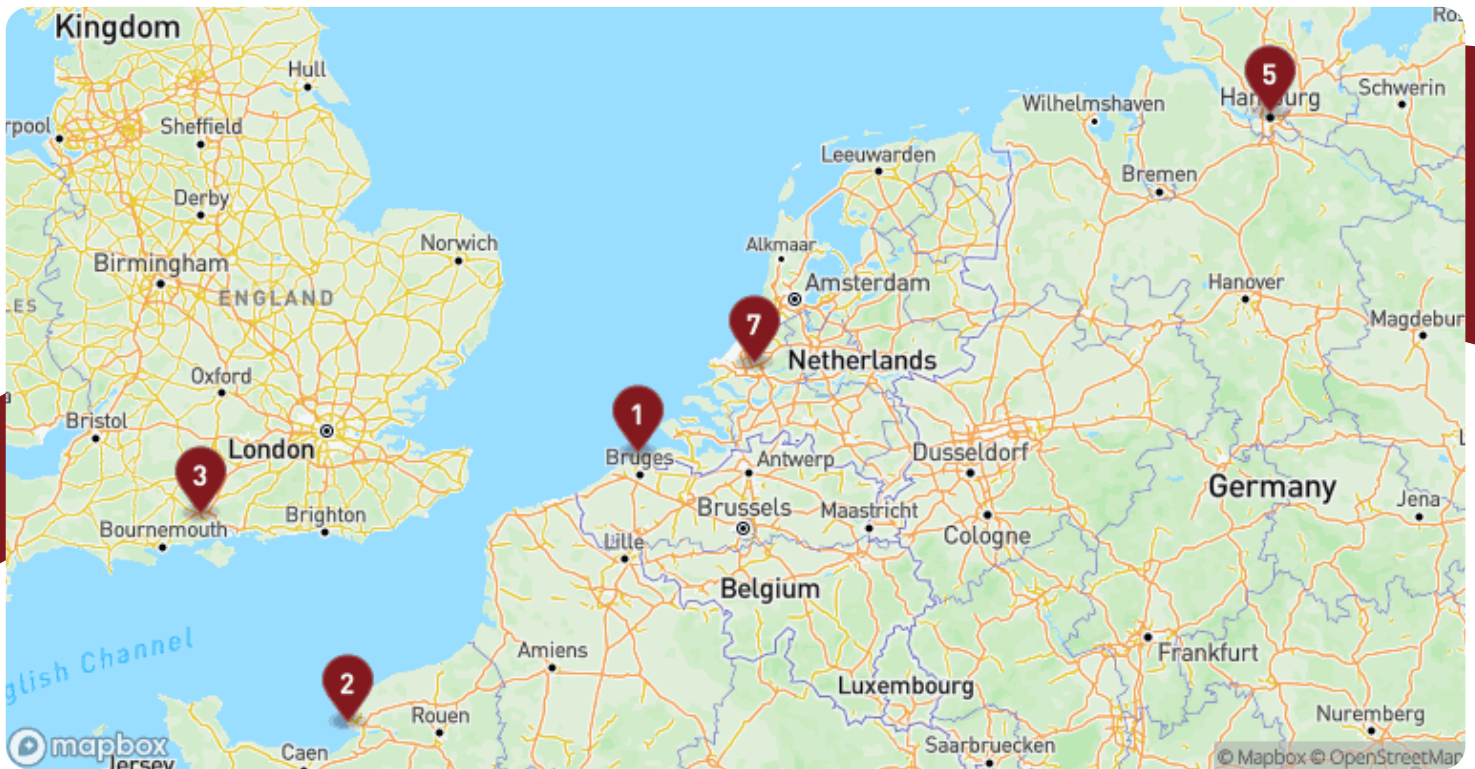 Kingdom
Ros
Hull
5
Wilhelmshaven
Hamburg
Schwerin
rpool
Sheffield
Leeuwarden
Bremen
Derby
Norwich
Alkmaar
Birmingham
ENGLAND
Amsterdam
Hanover
LES
7
Magdebur
Netherlands
Oxford
a
1
Bristol
London
Bruges
Antwerp
Dusseldorf
3
Germany
Jena
Bournemouth
Brighton
Brussels
Maastricht
Cologne
Lille
Belgium
glish Channel
Amiens
Frankfurt
2
Luxembourg
Rouen
Nuremberg
Caen
Saarbruecken
mapbox
Jersey
© Mapbox © OpenStreetMap